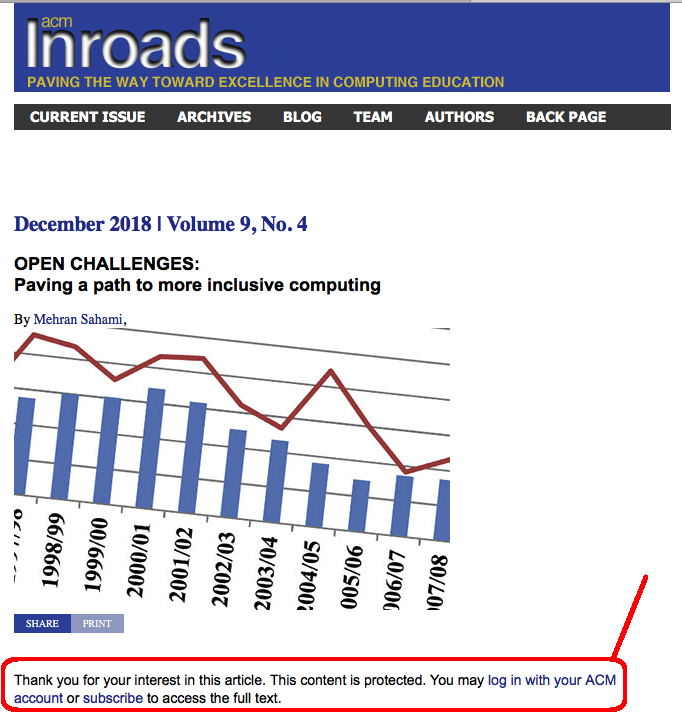 acm
Inroads
PAVING THE WAY TOWARD EXCELLENCE IN COMPUTING EDUCATION
CURRENT ISSUE ARCHIVES BLOG TEAM AUTHORS BACK PAGE
December 2018 | Volume 9, No. 4
OPEN CHALLENGES:
Paving a path to more inclusive computing
By Mehran Sahami,
1998/99
1999/00
2000/01
2001/02
2002/03
2003/04
2004/05
005/06
006/07
07/08
SHARE PRINT
Thank you for your interest in this article. This content is protected. You may log in with your ACM
account or subscribe to access the full text.